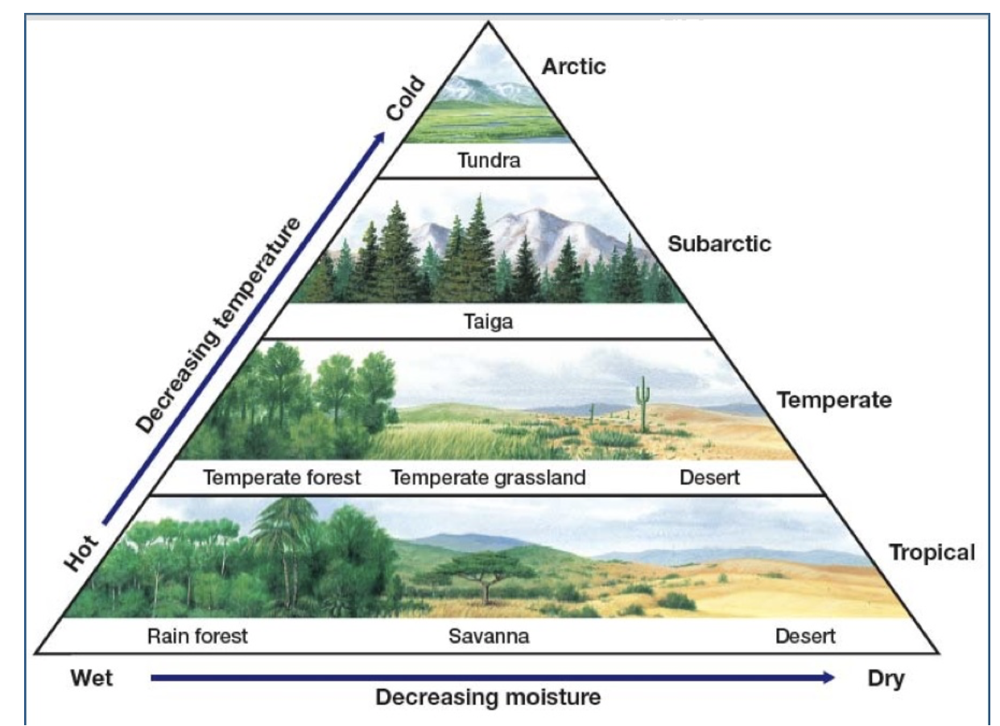 Arctic
Cold
Tundra
Decreasing temperature
Subarctic
Taiga
Temperate
Temperate forest Temperate grassland Desert
Hot
Tropical
Rain forest Savanna Desert
Wet Dry
Decreasing moisture